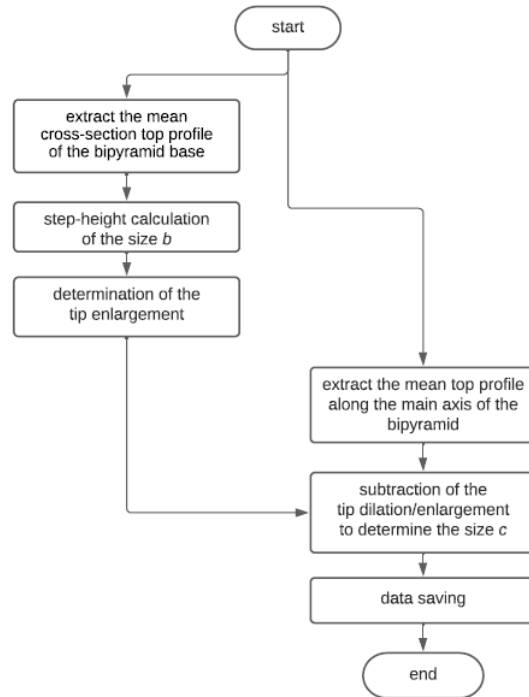 start
extract the mean
cross-section top profile
of the bipyramid base
step-height calculation
of the size b
determination of the
tip enlargement
extract the mean top profile
along the main axis of the
bipyramid
subtraction of the
tip dilation/enlargement
to determine the size c
data saving
end